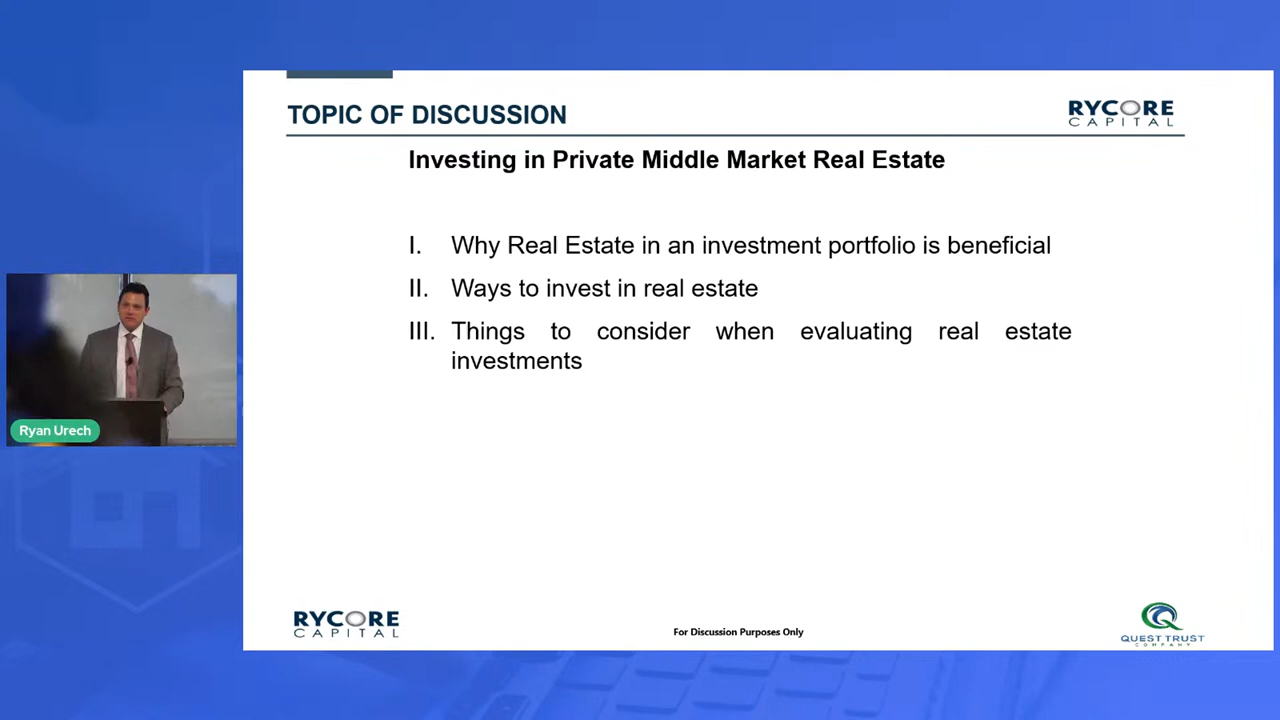 TOPIC OF DISCUSSION
RYCORE
CAPITAL
Investing in Private Middle Market Real Estate
I. Why Real Estate in an investment portfolio is beneficial
II. Ways to invest in real estate
III. Things to consider when evaluating real estate
investments
Ryan Urech
RYCORE
CAPITAL
For Discussion Purposes Only
QUEST TRUST
COMPANY